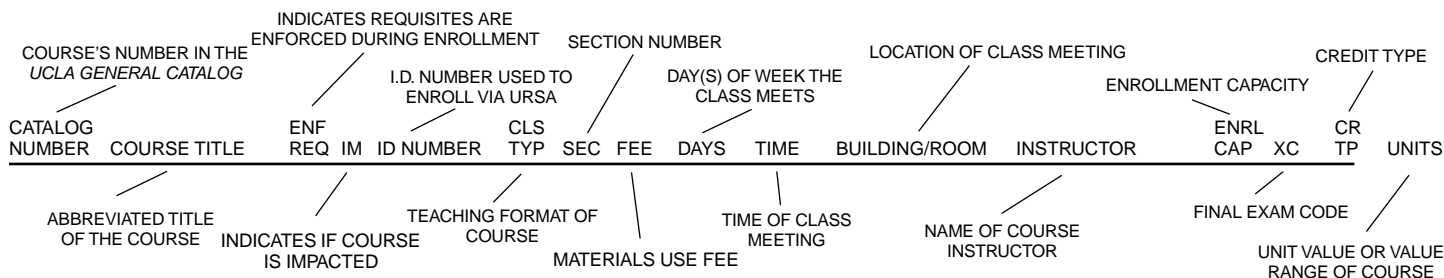 INDICATES REQUISITES ARE
ENFORCED DURING ENROLLMENT
COURSE'S NUMBER IN THE
UCLA GENERAL CATALOG
SECTION NUMBER
LOCATION OF CLASS MEETING
CREDIT TYPE
I.D. NUMBER USED TO
ENROLL VIA URSA
DAY(S) OF WEEK THE
CLASS MEETS
ENROLLMENT CAPACITY
CATALOG
NUMBER
COURSE TITLE
ENF
REQ
IM
ID NUMBER
CLS
TYP
SEC
FEE
DAYS
TIME
BUILDING/ROOM
INSTRUCTOR
ENRL
CAP
XC
CR
TP
UNITS
ABBREVIATED TITLE
OF THE COURSE
INDICATES IF COURSE
IS IMPACTED
TEACHING FORMAT OF
COURSE
MATERIALS USE FEE
TIME OF CLASS
MEETING
NAME OF COURSE
INSTRUCTOR
FINAL EXAM CODE
UNIT VALUE OR VALUE
RANGE OF COURSE